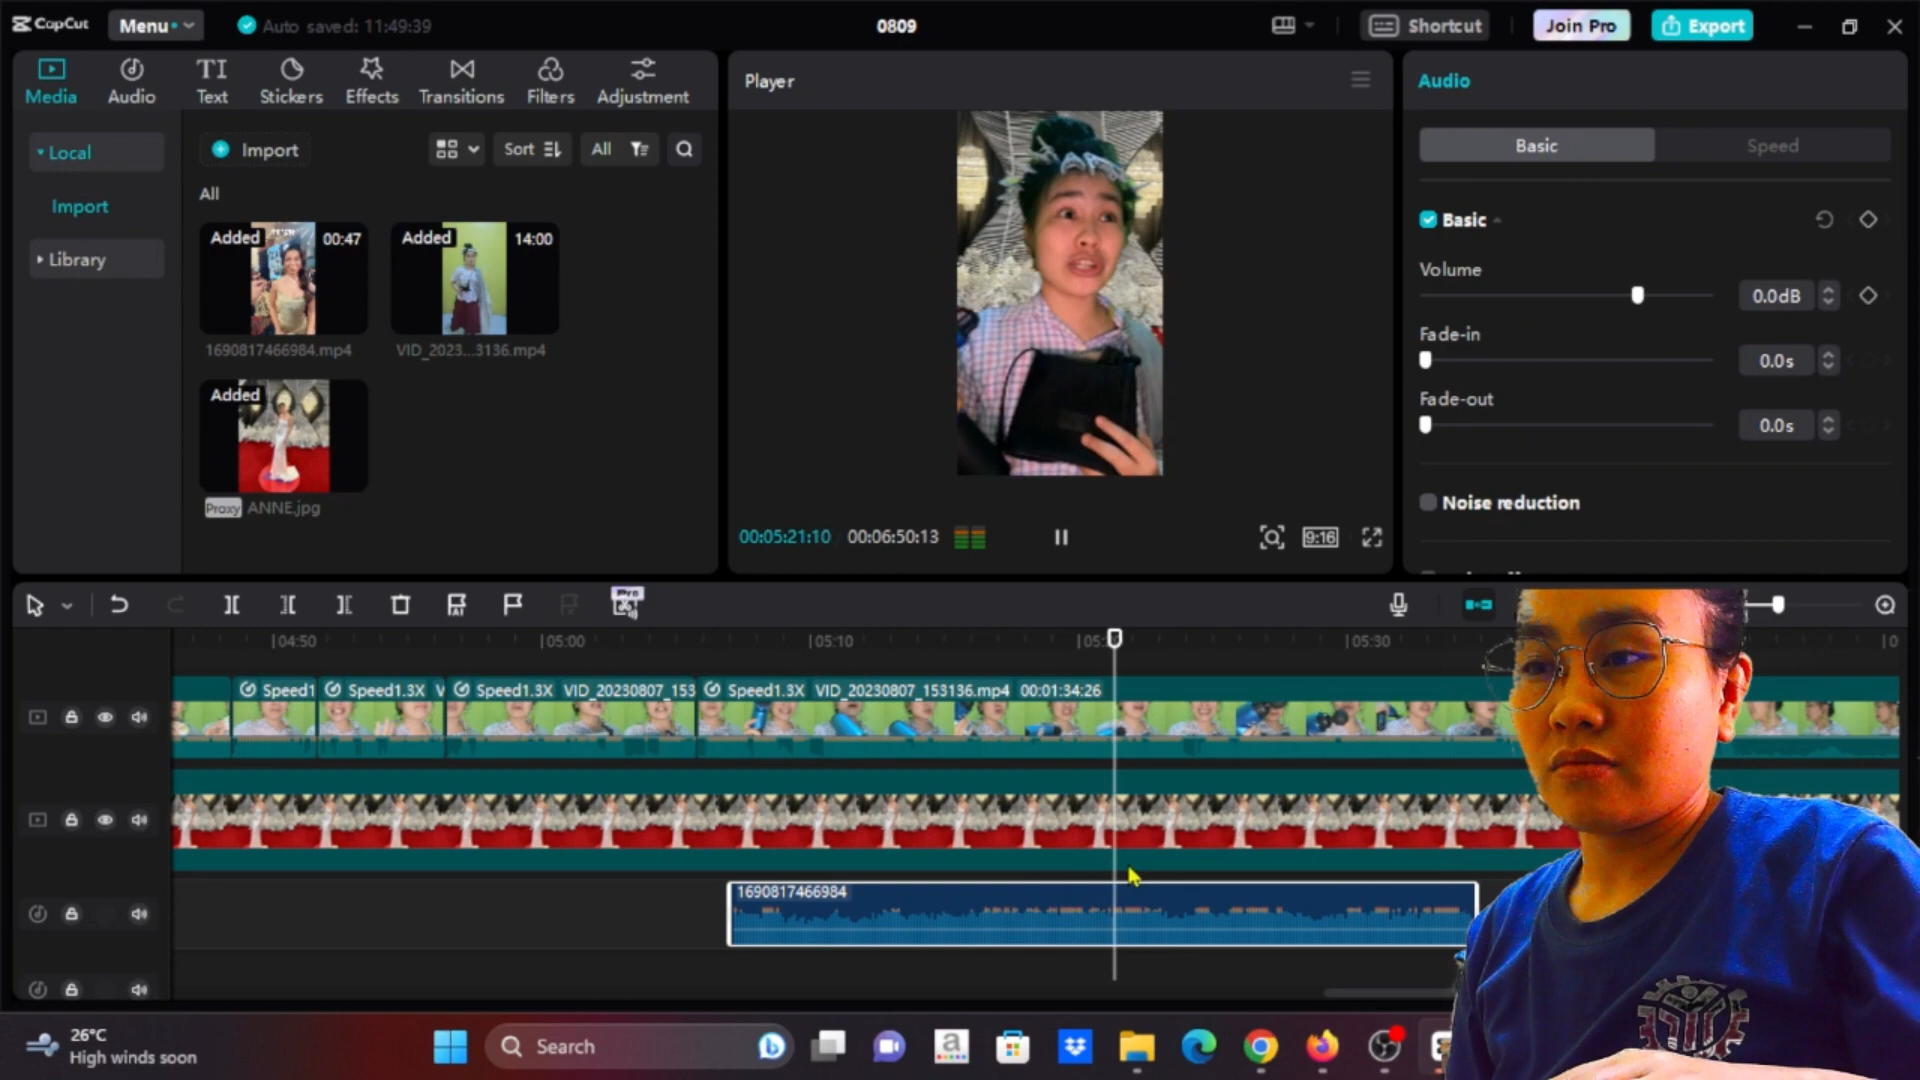 CapCut Menu Auto saved: 11:49:39 0809 Shortcut Join Pro Export
Media Audio Text Stickers Effects Transitions Filters Adjustment
Player
Audio
Local
Import
Library
Import Sort All
All
Added 00:47
1690817466984.mp4
Added 14:00
VID_2023...3136.mp4
Added
Proxy ANNE.jpg
00:05:21:10 00:06:50:13
9:16
Basic Speed
Basic
Volume
0.0dB
Fade-in
0.0s
Fade-out
0.0s
Noise reduction
Pro
04:50 05:00 05:10 05:30
Speed1 Speed1.3X V Speed1.3X VID_20230807_153 Speed1.3X VID_20230807_153136.mp4 00:01:34:26
1690817466984
26°C
High winds soon
Search